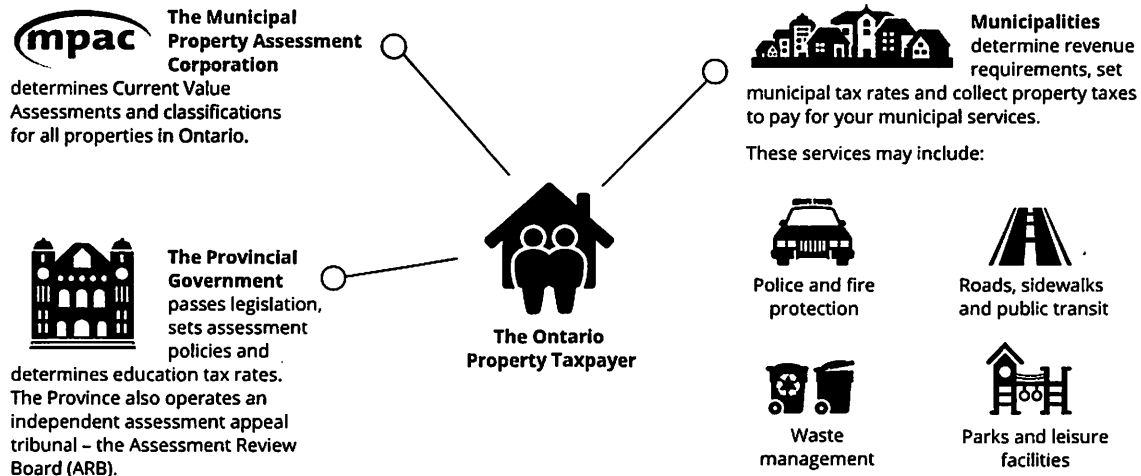 mpac
The Municipal
Property Assessment
Corporation
determines Current Value
Assessments and classifications
for all properties in Ontario.
Municipalities
determine revenue
requirements, set
municipal tax rates and collect property taxes
to pay for your municipal services.
These services may include:
Police and fire
protection
Roads, sidewalks
and public transit
Waste
management
Parks and leisure
facilities
The Provincial
Government
passes legislation,
sets assessment
policies and
determines education tax rates.
The Province also operates an
independent assessment appeal
tribunal – the Assessment Review
Board (ARB).
The Ontario
Property Taxpayer